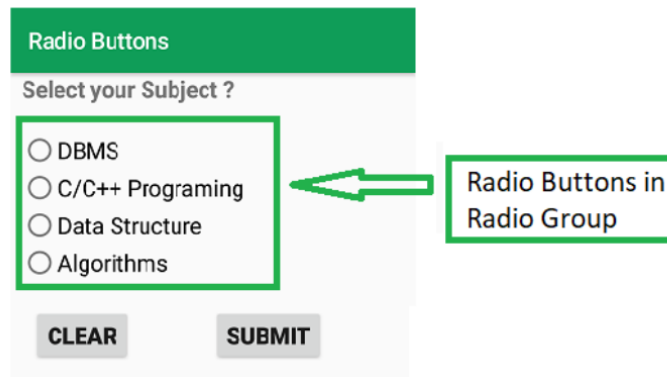 Radio Buttons
Select your Subject ?
DBMS
C/C++ Programing
Data Structure
Algorithms
Radio Buttons in
Radio Group
CLEAR
SUBMIT